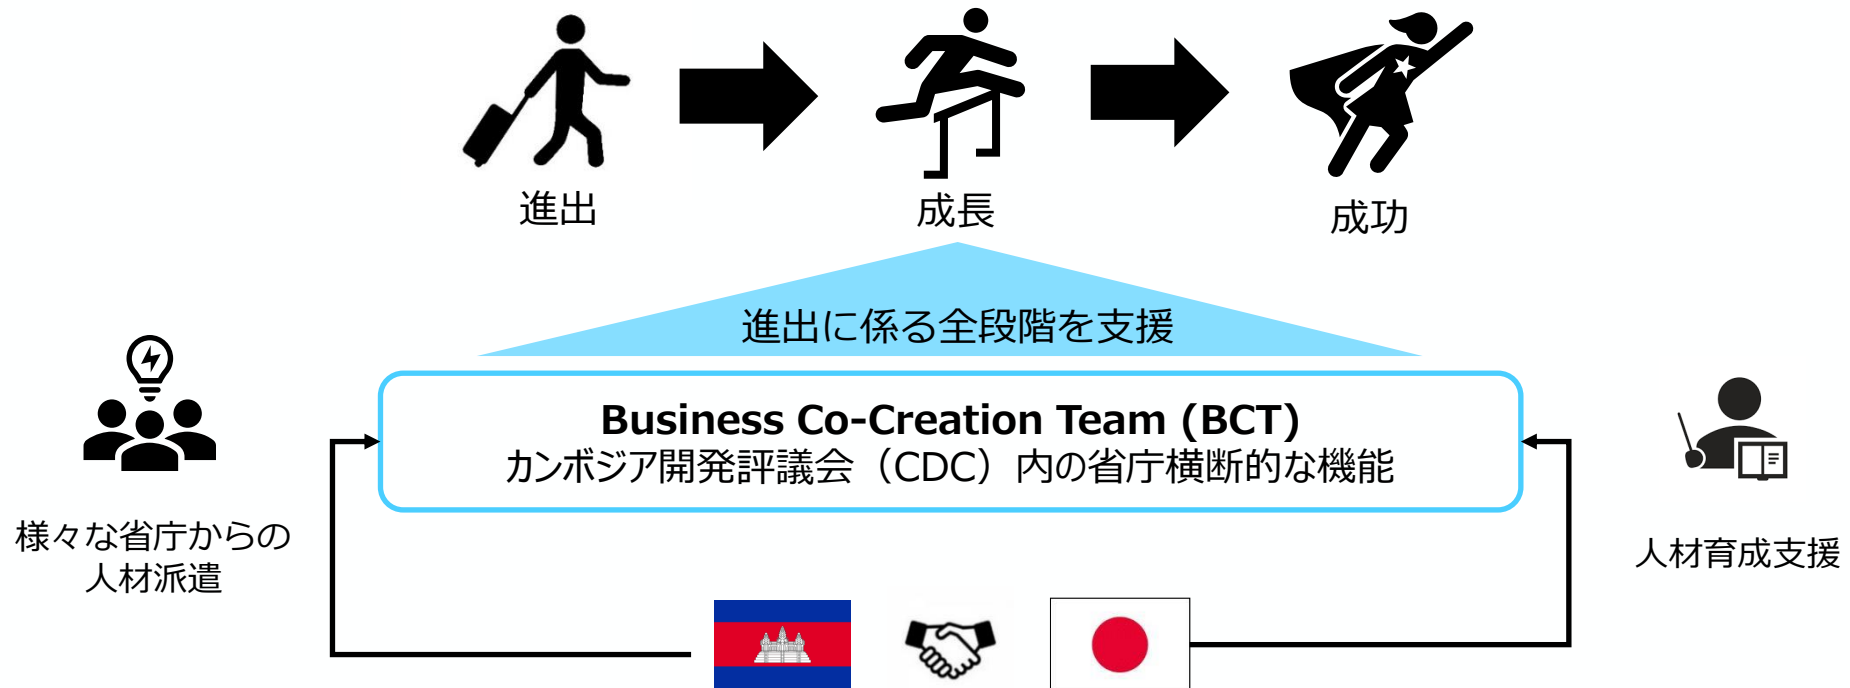 進出
成長
成功
進出に係る全段階を支援
Business Co-Creation Team (BCT)
カンボジア開発評議会（CDC）内の省庁横断的な機能
様々な省庁からの
人材派遣
人材育成支援